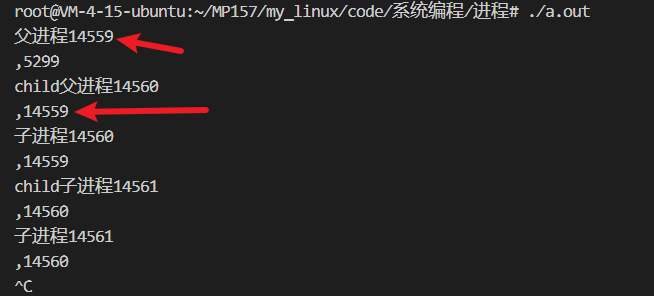 root@VM-4-15-ubuntu:~/MP157/my_linux/code/系统编程/进程# ./a.out
父进程14559
,5299
child父进程14560
,14559
子进程14560
,14559
child子进程14561
,14560
子进程14561
,14560
^C